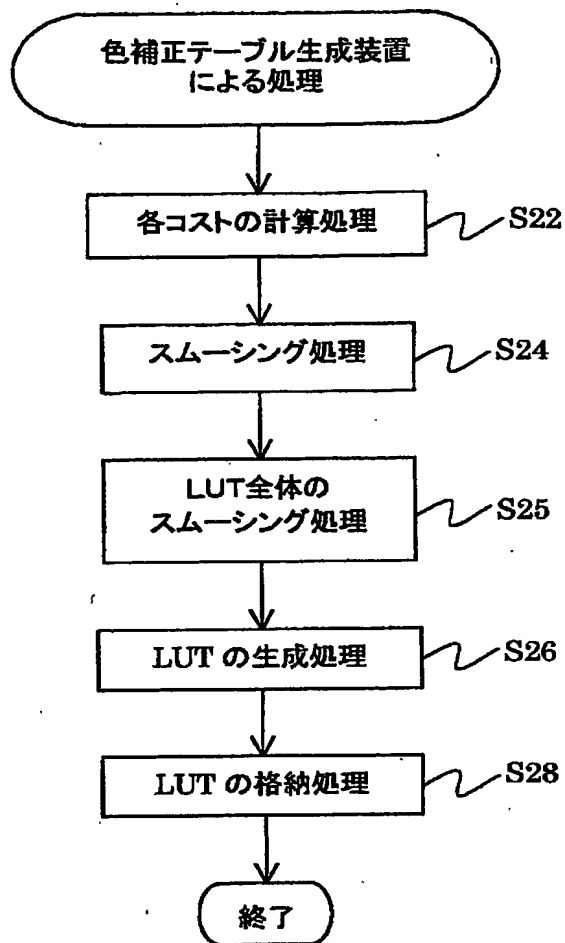 色補正テーブル生成装置
による処理
各コストの計算処理
S22
スムーシング処理
S24
LUT全体の
スムーシング処理
S25
LUT の生成処理
S26
LUT の格納処理
S28
終了